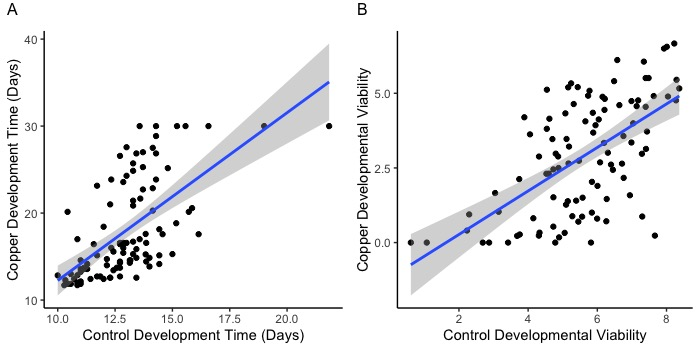 A
Copper Development Time (Days)
40
30
20
10
10.0 12.5 15.0 17.5 20.0
Control Development Time (Days)
B
Copper Developmental Viability
5.0
2.5
0.0
2 4 6 8
Control Developmental Viability